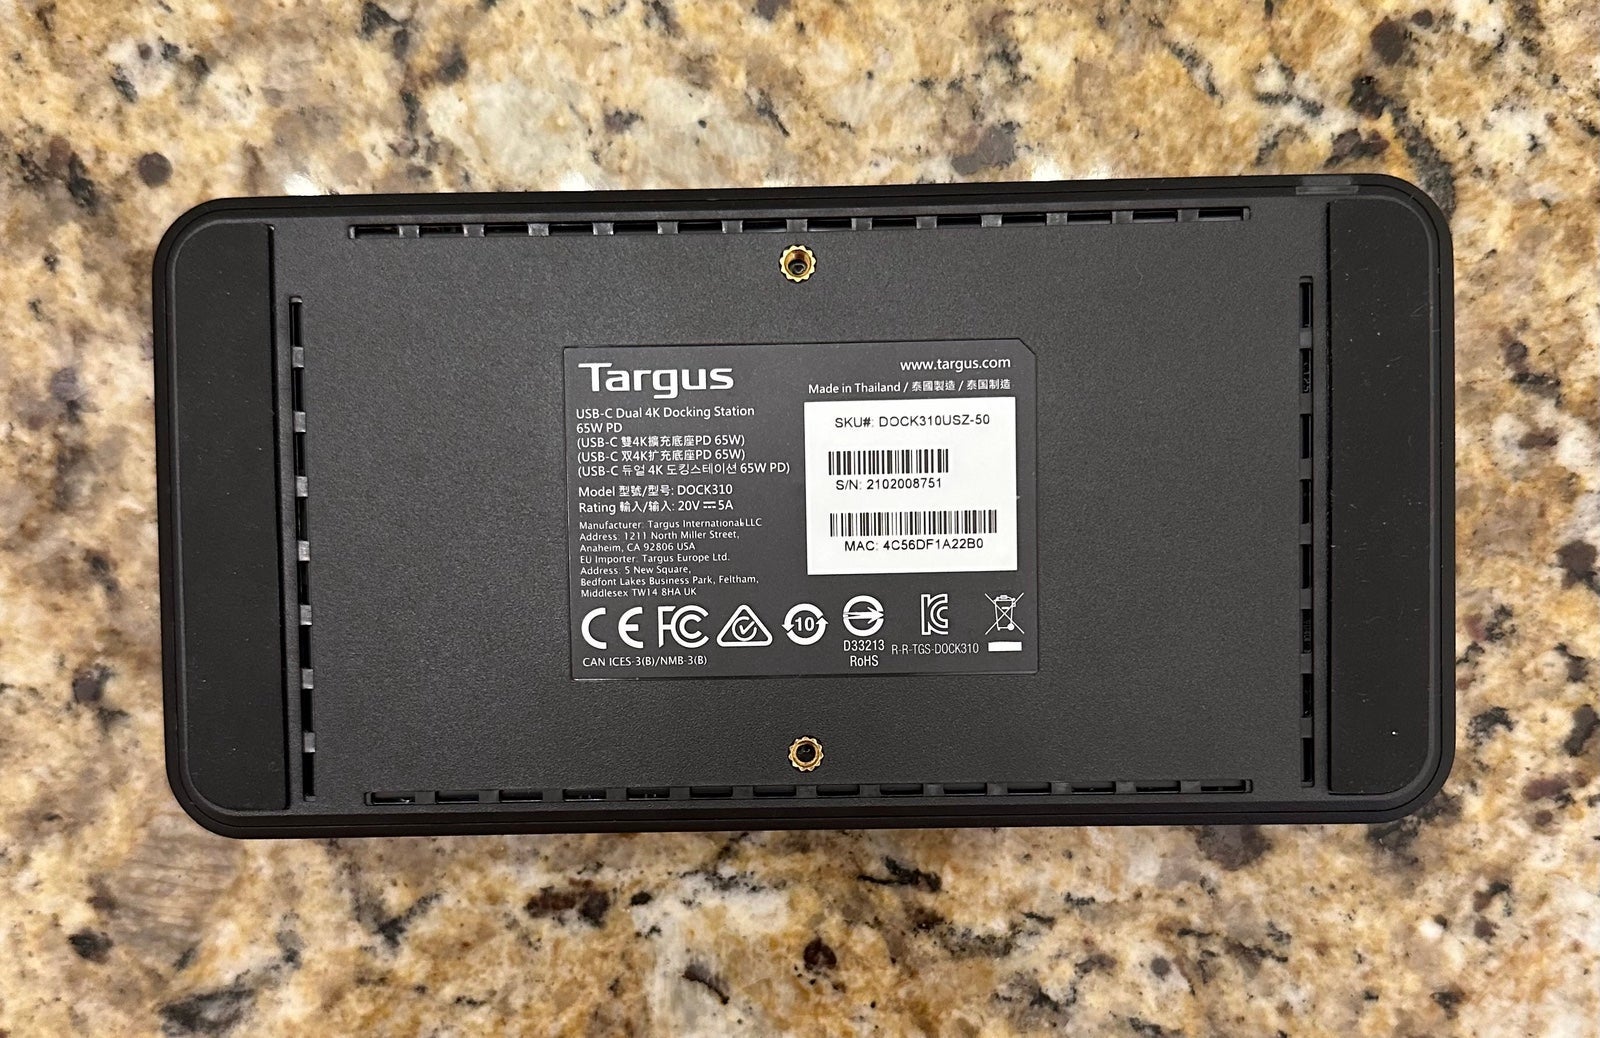 Targus
www.targus.com
Made in Thailand / 泰國製造 / 泰国制造
USB-C Dual 4K Docking Station
65W PD
(USB-C 雙4K擴充底座PD 65W)
(USB-C 双4K扩充底座PD 65W)
(USB-C 듀얼 4K 도킹스테이션 65W PD)
Model 型號/型号: DOCK310
Rating 輸入/输入: 20V ⎓ 5A
Manufacturer: Targus International LLC
Address: 1211 North Miller Street,
Anaheim, CA 92806 USA
EU Importer: Targus Europe Ltd.
Address: 5 New Square,
Bedfont Lakes Business Park, Feltham,
Middlesex TW14 8HA UK
SKU#: DOCK310USZ-50
S/N: 2102008751
MAC: 4C56DF1A22B0
CE FC 10
D33213
RoHS
R-R-TGS-DOCK310
CAN ICES-3(B)/NMB-3(B)